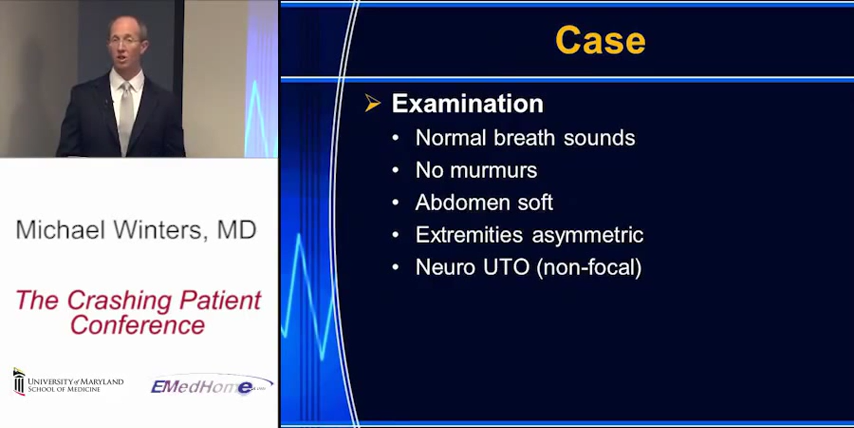 Case
Examination
Normal breath sounds
No murmurs
Abdomen soft
Extremities asymmetric
Neuro UTO (non-focal)
Michael Winters, MD
The Crashing Patient
Conference
UNIVERSITY of MARYLAND
SCHOOL OF MEDICINE
EMedHome